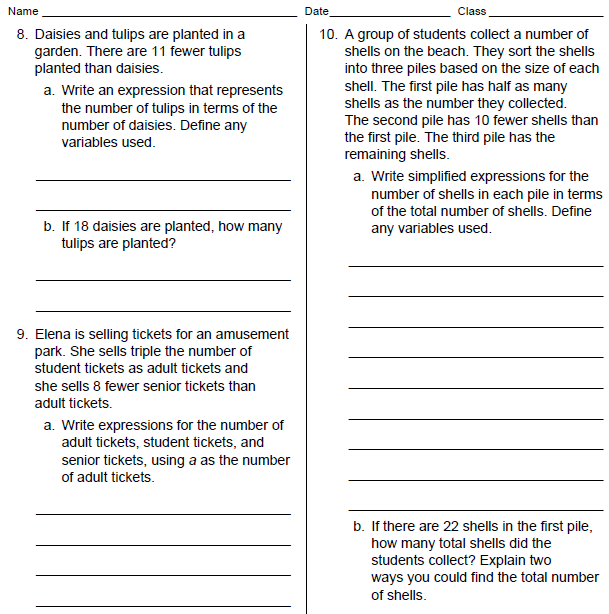 Name Date Class
8. Daisies and tulips are planted in a
garden. There are 11 fewer tulips
planted than daisies.
a. Write an expression that represents
the number of tulips in terms of the
number of daisies. Define any
variables used.
b. If 18 daisies are planted, how many
tulips are planted?
9. Elena is selling tickets for an amusement
park. She sells triple the number of
student tickets as adult tickets and
she sells 8 fewer senior tickets than
adult tickets.
a. Write expressions for the number of
adult tickets, student tickets, and
senior tickets, using a as the number
of adult tickets.
10. A group of students collect a number of
shells on the beach. They sort the shells
into three piles based on the size of each
shell. The first pile has half as many
shells as the number they collected.
The second pile has 10 fewer shells than
the first pile. The third pile has the
remaining shells.
a. Write simplified expressions for the
number of shells in each pile in terms
of the total number of shells. Define
any variables used.
b. If there are 22 shells in the first pile,
how many total shells did the
students collect? Explain two
ways you could find the total number
of shells.